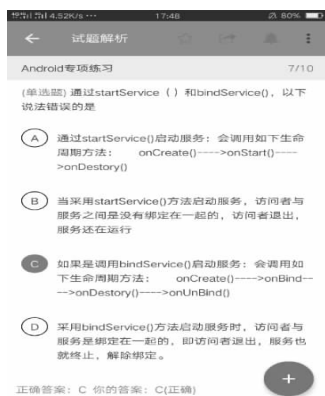 4.52K/s ··· 17:48 80%
试题解析
Android专项练习 7/10
(单选题) 通过startService（）和bindService()，以下
说法错误的是
A 通过startService()启动服务：会调用如下生命
周期方法： onCreate()---->onStart()----
>onDestory()
B 当采用startService()方法启动服务，访问者与
服务之间是没有绑定在一起的，访问者退出，
服务还在运行
C 如果是调用bindService()启动服务：会调用如
下生命周期方法： onCreate()---->onBind--
-->onDestory()---->onUnBind()
D 采用bindService()方法启动服务时，访问者与
服务是绑定在一起的，即访问者退出，服务也
就终止，解除绑定。
正确答案：C 你的答案：C(正确)